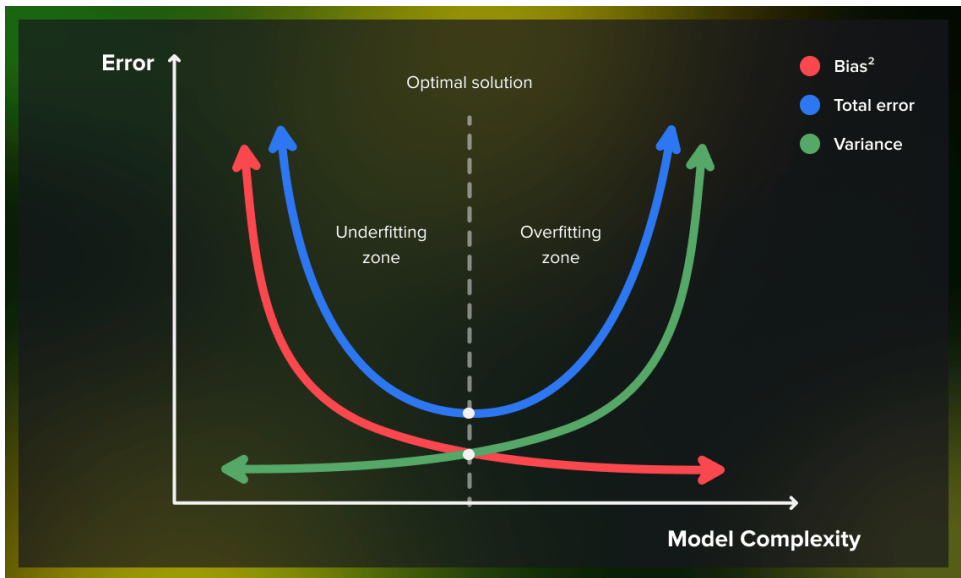 Error
Optimal solution
Bias²
Total error
Variance
Underfitting
zone
Overfitting
zone
Model Complexity